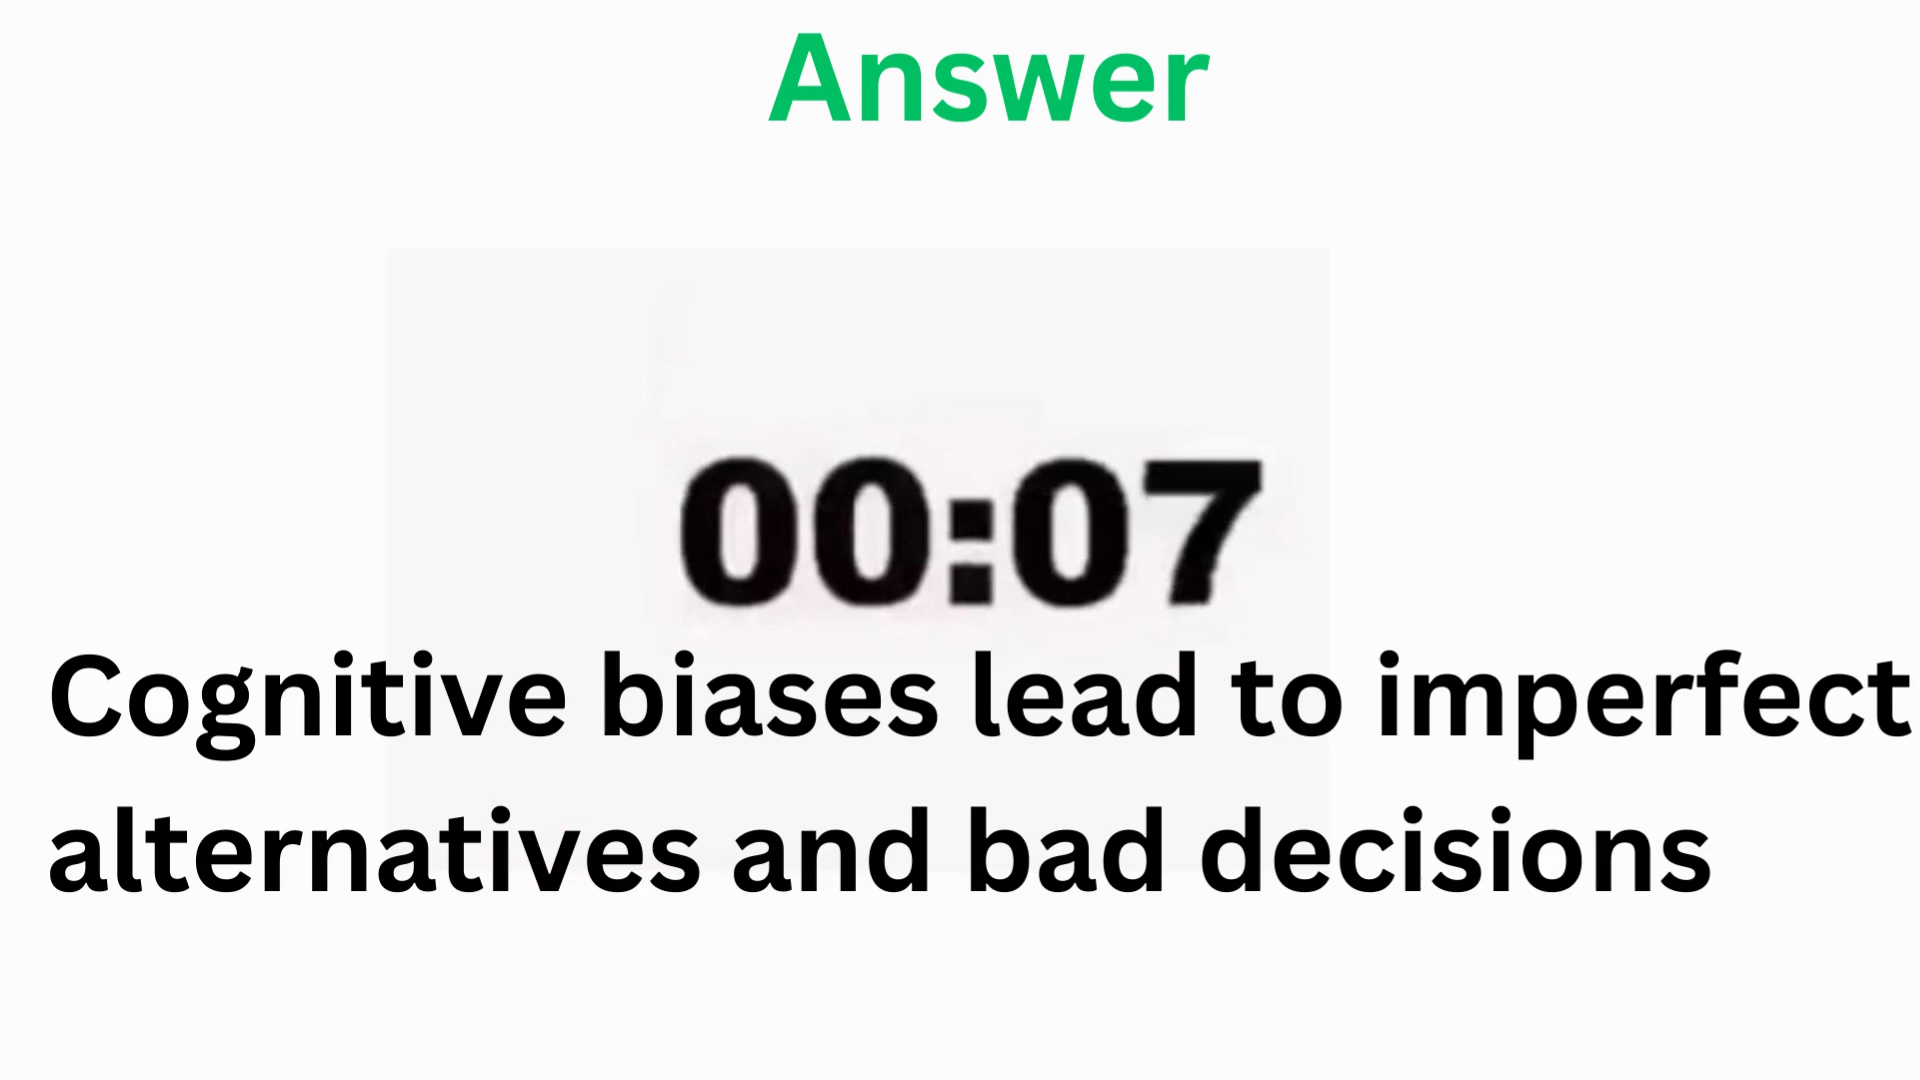 Answer
00:07
Cognitive biases lead to imperfect
alternatives and bad decisions